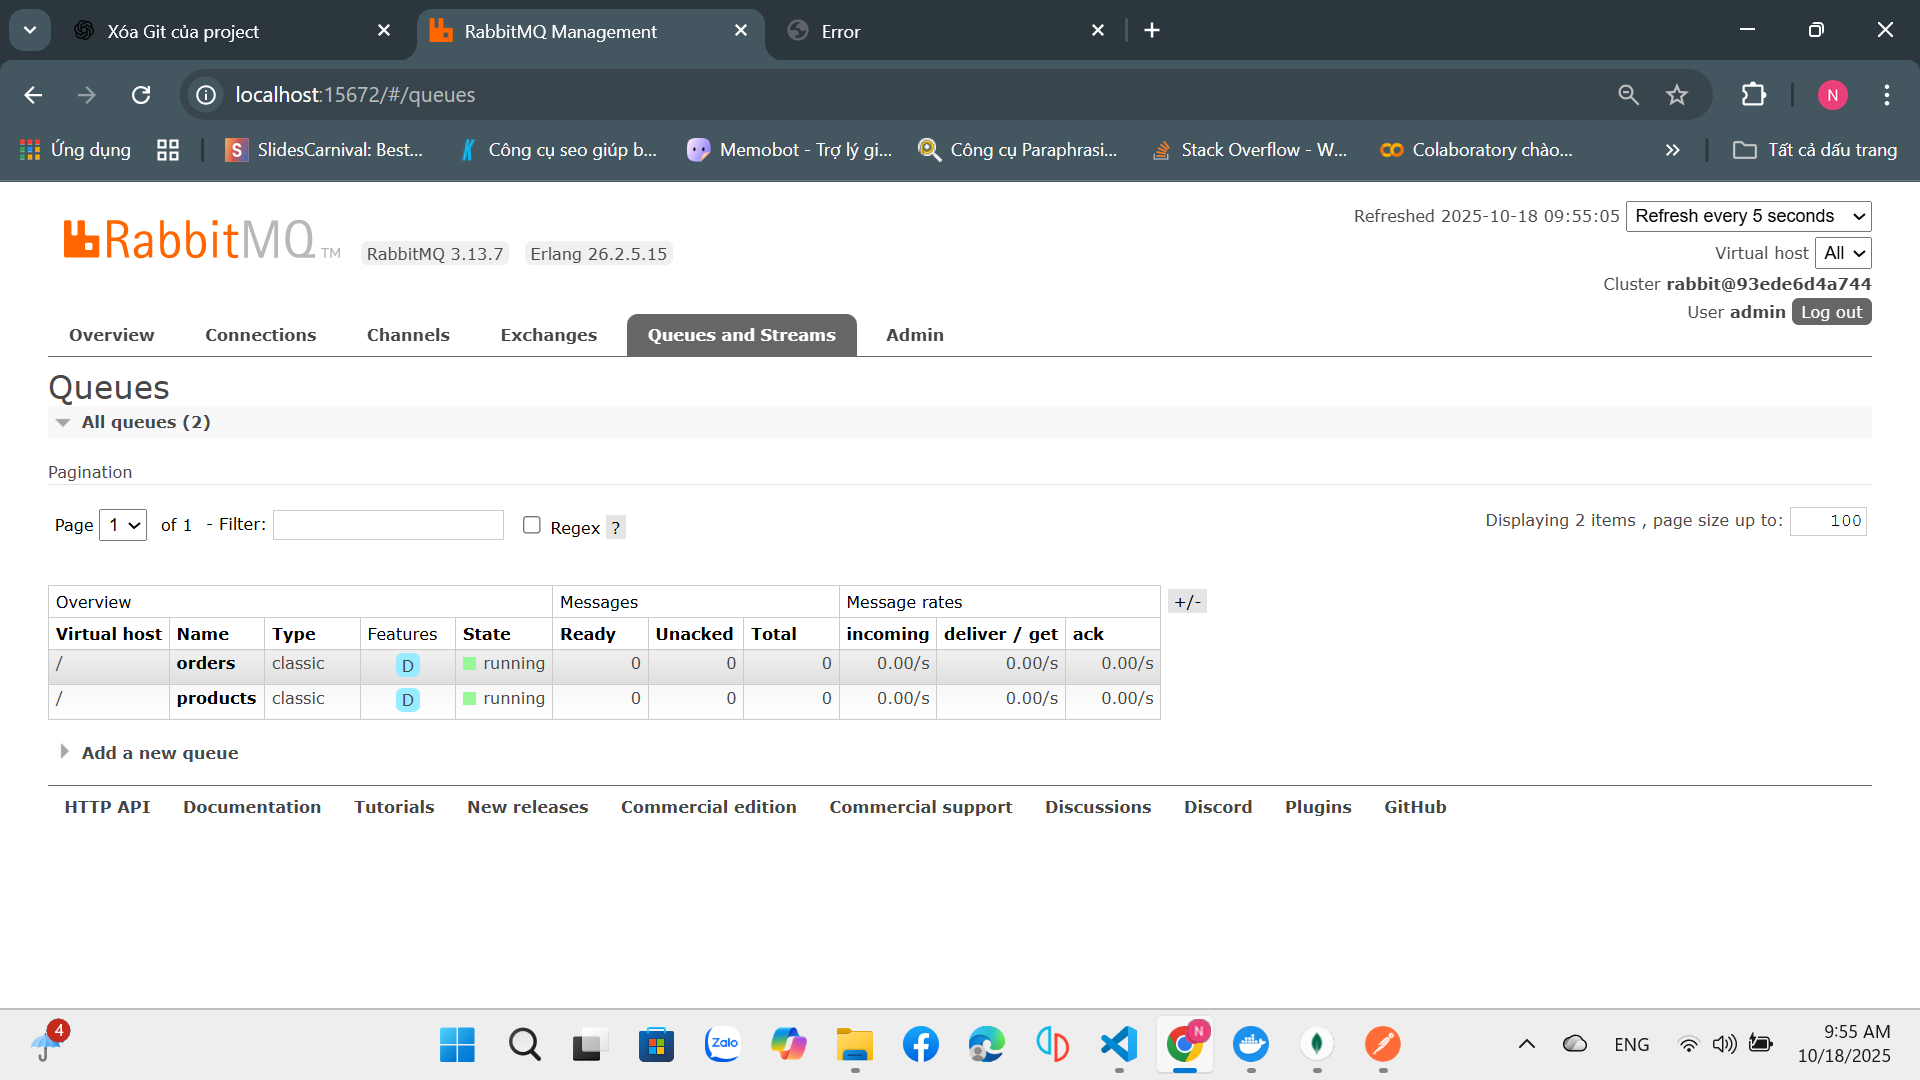 Xóa Git của project
RabbitMQ Management
Error
localhost:15672/#/queues
N
Ứng dụng
SlidesCarnival: Best...
Công cụ seo giúp b...
Memobot - Trợ lý gi...
Công cụ Paraphrasi...
Stack Overflow - W...
Colaboratory chào...
Tất cả dấu trang
RabbitMQ TM
RabbitMQ 3.13.7
Erlang 26.2.5.15
Refreshed 2025-10-18 09:55:05 Refresh every 5 seconds
Virtual host All
Cluster rabbit@93ede6d4a744
User admin Log out
Overview Connections Channels Exchanges Queues and Streams Admin
Queues
All queues (2)
Pagination
Page 1 of 1 - Filter: Regex ?
Displaying 2 items , page size up to: 100
Overview Messages Message rates +/-
Virtual host Name Type Features State Ready Unacked Total incoming deliver / get ack
/ orders classic D running 0 0 0 0.00/s 0.00/s 0.00/s
/ products classic D running 0 0 0 0.00/s 0.00/s 0.00/s
Add a new queue
HTTP API Documentation Tutorials New releases Commercial edition Commercial support Discussions Discord Plugins GitHub
4
Zalo
N
ENG
9:55 AM
10/18/2025